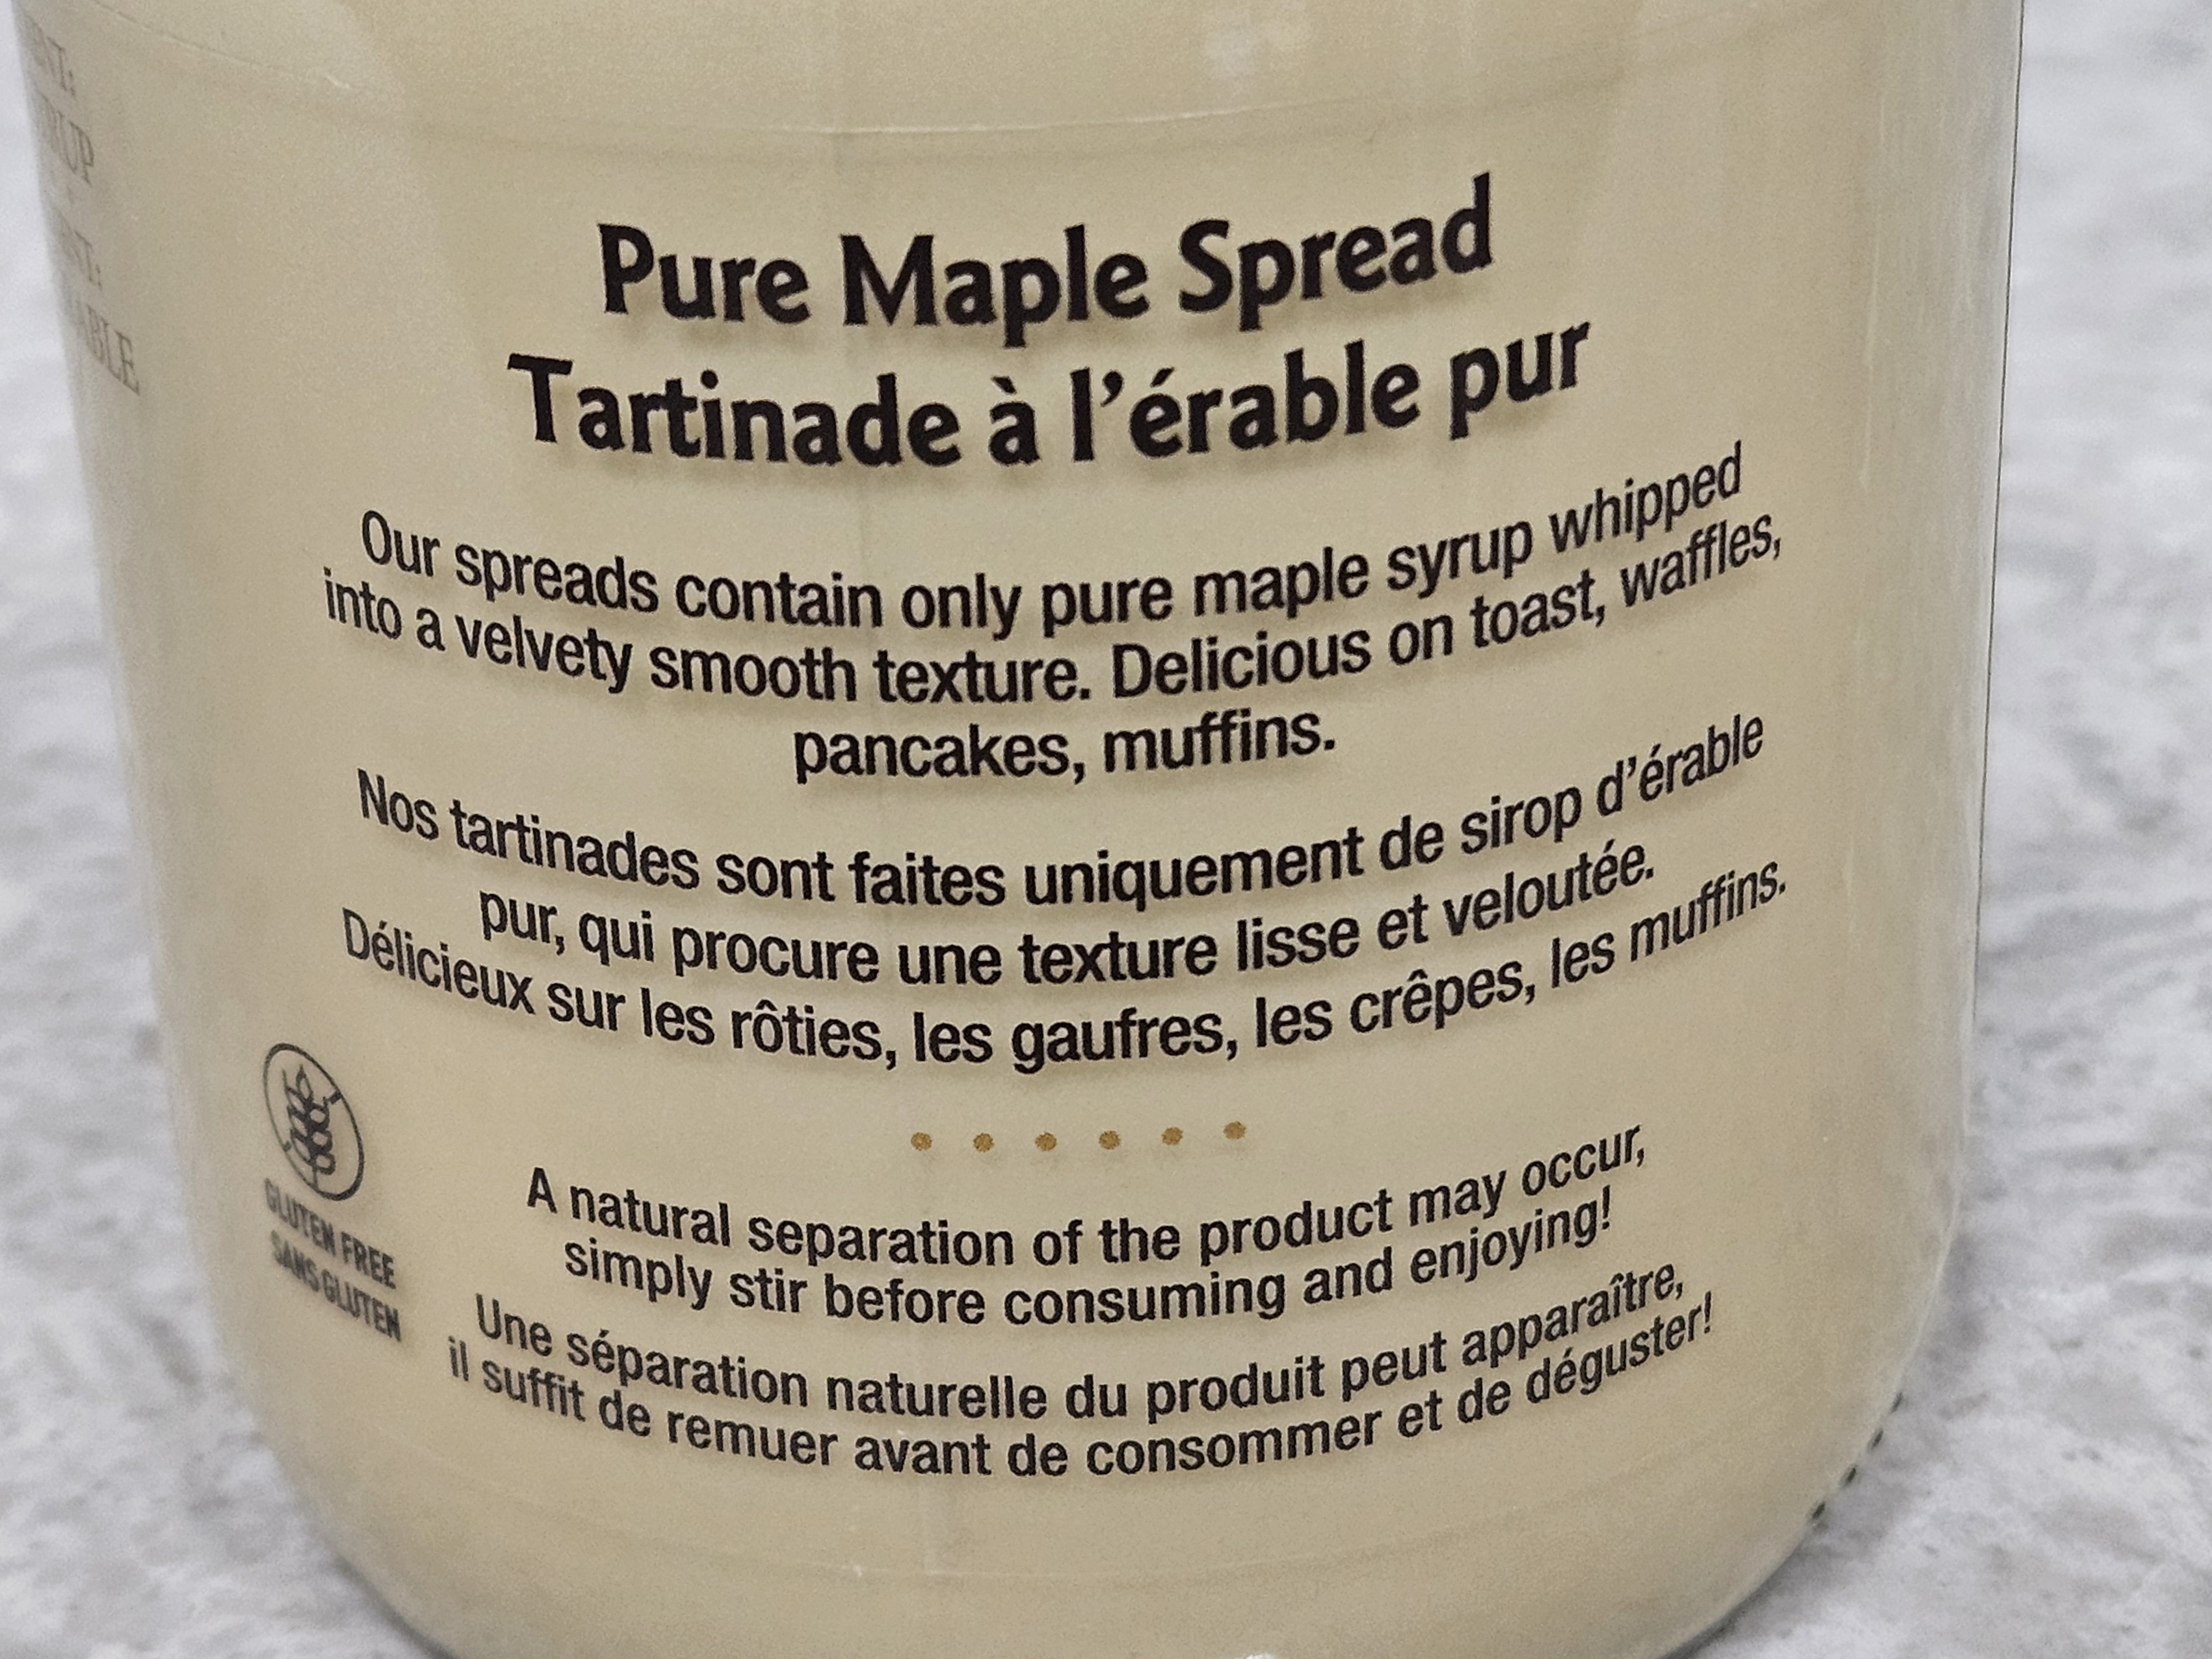 Pure Maple Spread
Tartinade à l'érable pur
Our spreads contain only pure maple syrup whipped
into a velvety smooth texture. Delicious on toast, waffles,
pancakes, muffins.
Nos tartinades sont faites uniquement de sirop d'érable
pur, qui procure une texture lisse et veloutée.
Délicieux sur les rôties, les gaufres, les crêpes, les muffins.
GLUTEN FREE
SANS GLUTEN
A natural separation of the product may occur,
simply stir before consuming and enjoying!
Une séparation naturelle du produit peut apparaître,
il suffit de remuer avant de consommer et de déguster!